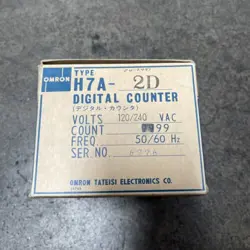 TYPE
OMRON
H7A- 2D
DIGITAL COUNTER
(デジタル・カウンタ)
VOLTS 120/240 VAC
COUNT 99
FREQ 50/60 Hz
SER NO.
OMRON TATEISI ELECTRONICS CO.